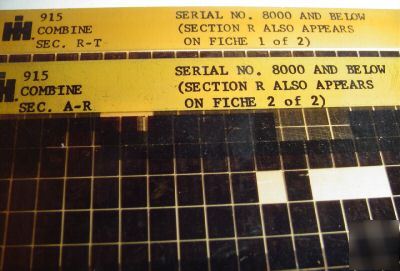 IH 915 SERIAL NO. 8000 AND BELOW
COMBINE (SECTION R ALSO APPEARS
SEC. R-T ON FICHE 1 of 2)
IH 915 SERIAL NO. 8000 AND BELOW
COMBINE (SECTION R ALSO APPEARS
SEC. A-R ON FICHE 2 of 2)